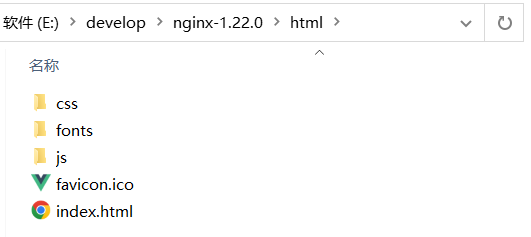 软件 (E:) > develop > nginx-1.22.0 > html >
名称
css
fonts
js
favicon.ico
index.html